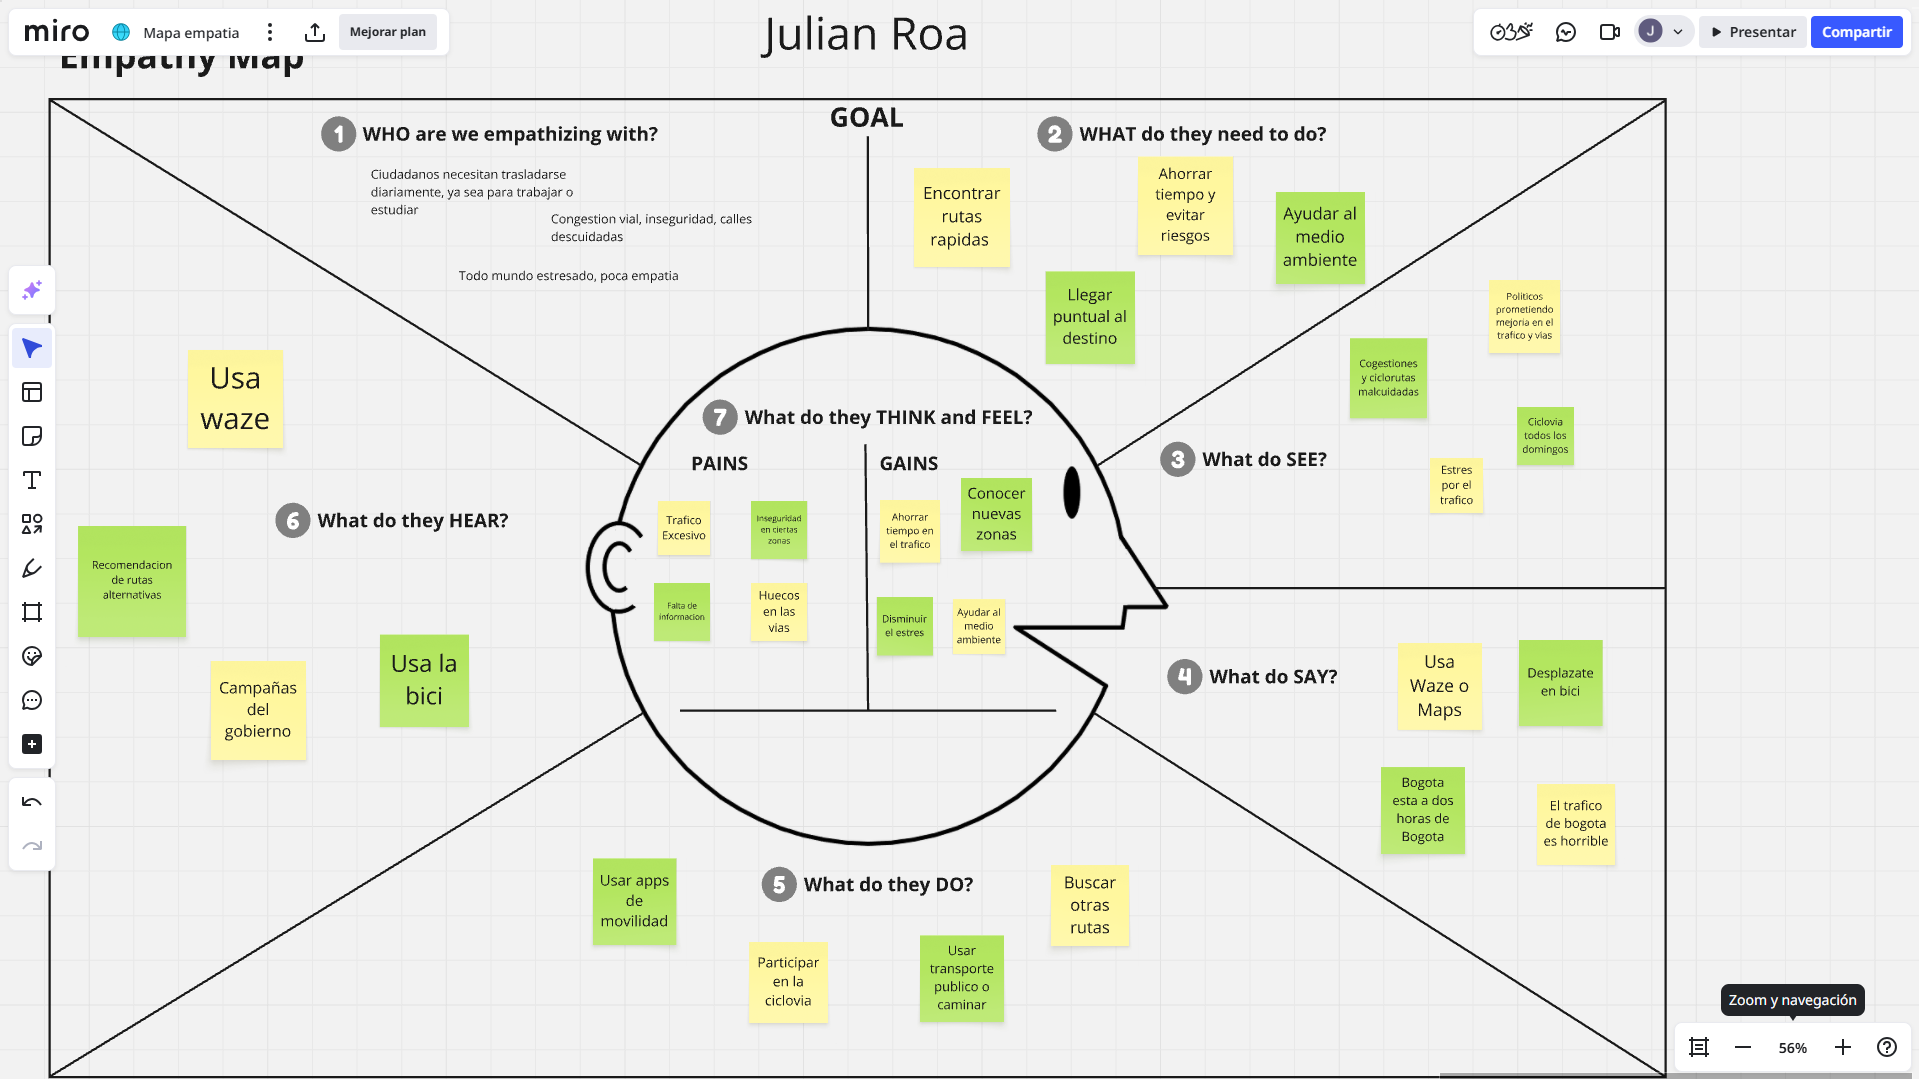 miro
Mapa empatia
Mejorar plan
Julian Roa
J
Presentar
Compartir
Empathy Map
GOAL
1
WHO are we empathizing with?
Ciudadanos necesitan trasladarse
diariamente, ya sea para trabajar o
estudiar
Congestion vial, inseguridad, calles
descuidadas
Todo mundo estresado, poca empatia
2
WHAT do they need to do?
Encontrar
rutas
rapidas
Ahorrar
tiempo y
evitar
riesgos
Ayudar al
medio
ambiente
Llegar
puntual al
destino
Politicos
prometiendo
mejoria en el
trafico y vias
Cogestiones
y ciclorutas
malcuidadas
Ciclovia
todos los
domingos
3
What do SEE?
Estres
por el
trafico
Usa
waze
6
What do they HEAR?
Recomendacion
de rutas
alternativas
Campañas
del
gobierno
Usa la
bici
7
What do they THINK and FEEL?
PAINS
Trafico
Excesivo
Inseguridad
en ciertas
zonas
Falta de
informacion
Huecos
en las
vias
GAINS
Ahorrar
tiempo en
el trafico
Conocer
nuevas
zonas
Disminuir
el estres
Ayudar al
medio
ambiente
4
What do SAY?
Usa
Waze o
Maps
Desplazate
en bici
Bogota
esta a dos
horas de
Bogota
El trafico
de bogota
es horrible
5
What do they DO?
Usar apps
de
movilidad
Participar
en la
ciclovia
Usar
transporte
publico o
caminar
Buscar
otras
rutas
Zoom y navegación
56%